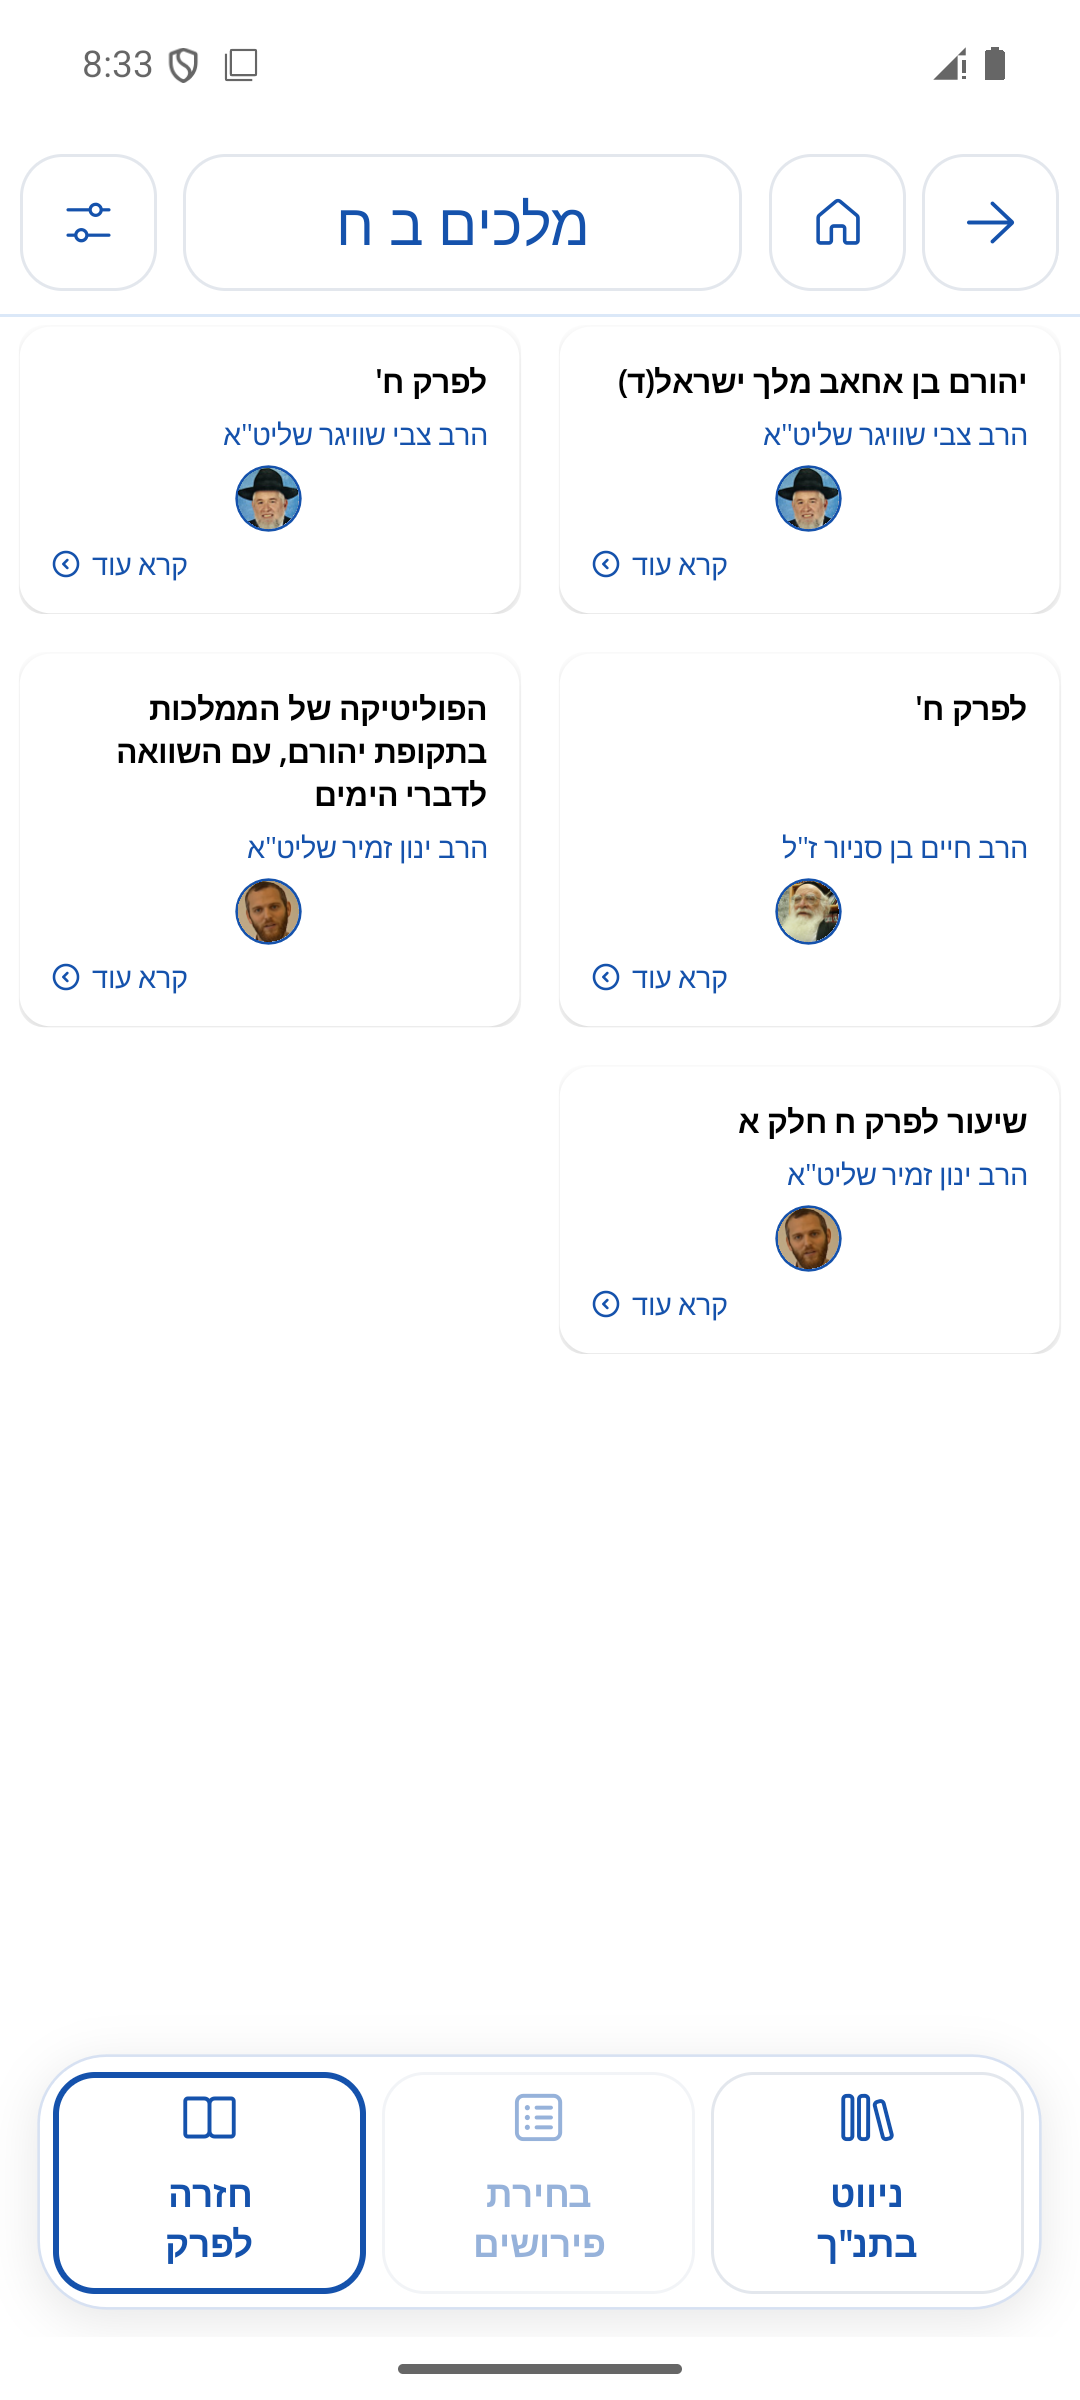 8:33
מלכים ב ח
יהורם בן אחאב מלך ישראל(ד)
הרב צבי שוויגר שליט"א
קרא עוד
לפרק ח'
הרב צבי שוויגר שליט"א
קרא עוד
לפרק ח'
הרב חיים בן סניור ז"ל
קרא עוד
הפוליטיקה של הממלכות
בתקופת יהורם, עם השוואה
לדברי הימים
הרב ינון זמיר שליט"א
קרא עוד
שיעור לפרק ח חלק א
הרב ינון זמיר שליט"א
קרא עוד
ניווט
בתנ"ך
בחירת
פירושים
חזרה
לפרק